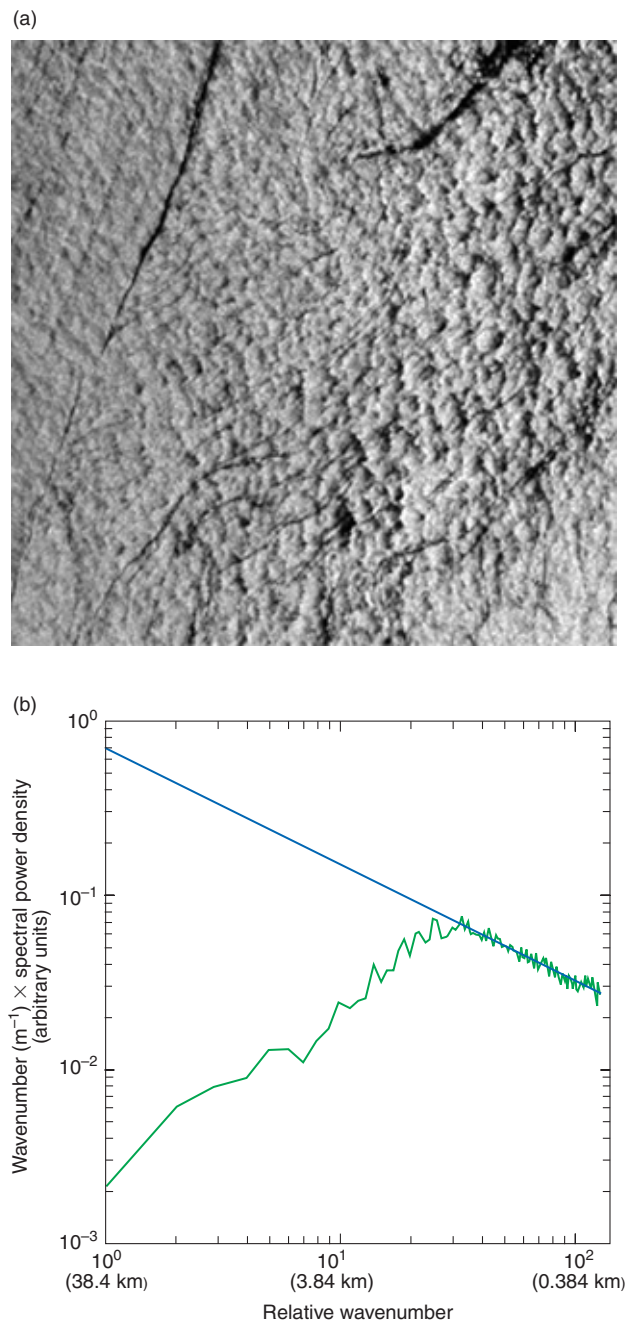 (a)
(b)
Wavenumber (m⁻¹) × spectral power density
(arbitrary units)
10⁰
10⁻¹
10⁻²
10⁻³
10⁰ 10¹ 10²
(38.4 km) (3.84 km) (0.384 km)
Relative wavenumber